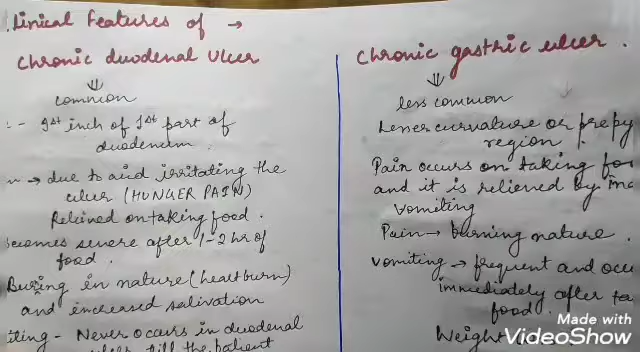 .Linical Features of →
Chronic duodenal Ulcer
⇓
common
:- 1st inch of 1st part of
duodenum.
→ due to acid irritating the
ulcer (HUNGER PAIN)
Relieved on taking food.
becomes severe after 1-2 hr of
food.
Buring in nature (heartburn)
and increased salivation
iting - Never occurs in duodenal
ulcer till the patient
Chronic gastric ulcer.
⇓
less common
Lesser curvature or prepy
region.
Pain occurs on taking foo
and it is relieved by
Vomiting
Pain → burning nature.
Vomiting → frequent and occu
immediately after ta
food.
Weight
Made with
VideoShow